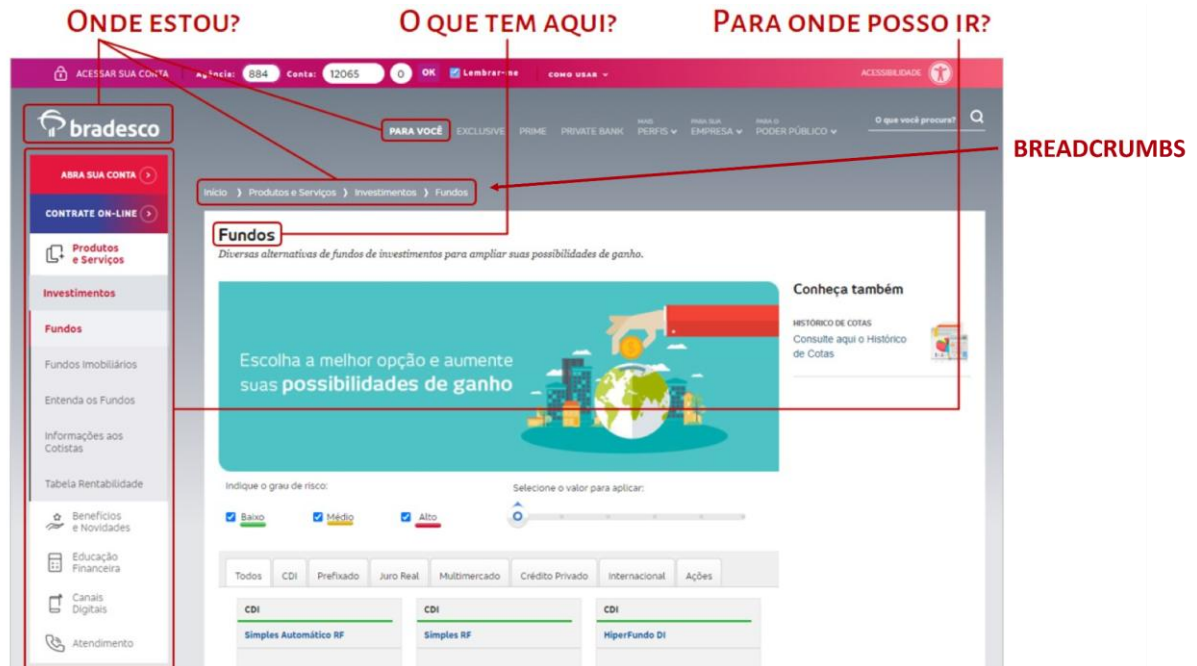 ONDE ESTOU?
O QUE TEM AQUI?
PARA ONDE POSSO IR?
ACESSAR SUA CONTA
Agência: 884 Conta: 12065 0 OK Lembrar-me COMO USAR
ACESSIBILIDADE
bradesco
PARA VOCÊ EXCLUSIVE PRIME PRIVATE BANK MAIS PERFIS PARA SUA EMPRESA PARA O PODER PÚBLICO
O que você procura?
BREADCRUMBS
ABRA SUA CONTA
CONTRATE ON-LINE
Produtos
e Serviços
Investimentos
Fundos
Fundos Imobiliários
Entenda os Fundos
Informações aos
Cotistas
Tabela Rentabilidade
Benefícios
e Novidades
Educação
Financeira
Canais
Digitais
Atendimento
Início ❯ Produtos e Serviços ❯ Investimentos ❯ Fundos
Fundos
Diversas alternativas de fundos de investimentos para ampliar suas possibilidades de ganho.
Escolha a melhor opção e aumente
suas possibilidades de ganho
Conheça também
HISTÓRICO DE COTAS
Consulte aqui o Histórico
de Cotas
Indique o grau de risco:
Baixo Médio Alto
Selecione o valor para aplicar:
Todos CDI Prefixado Juro Real Multimercado Crédito Privado Internacional Ações
CDI CDI CDI
Simples Automático RF Simples RF HiperFundo DI